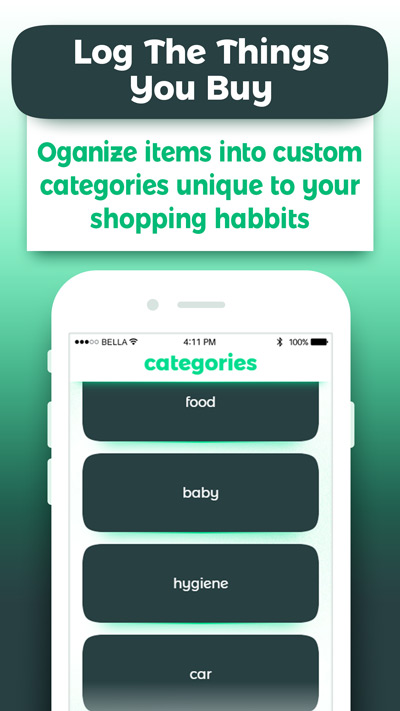 Log The Things
You Buy
Oganize items into custom
categories unique to your
shopping habbits
BELLA 4:11 PM 100%
categories
food
baby
hygiene
car